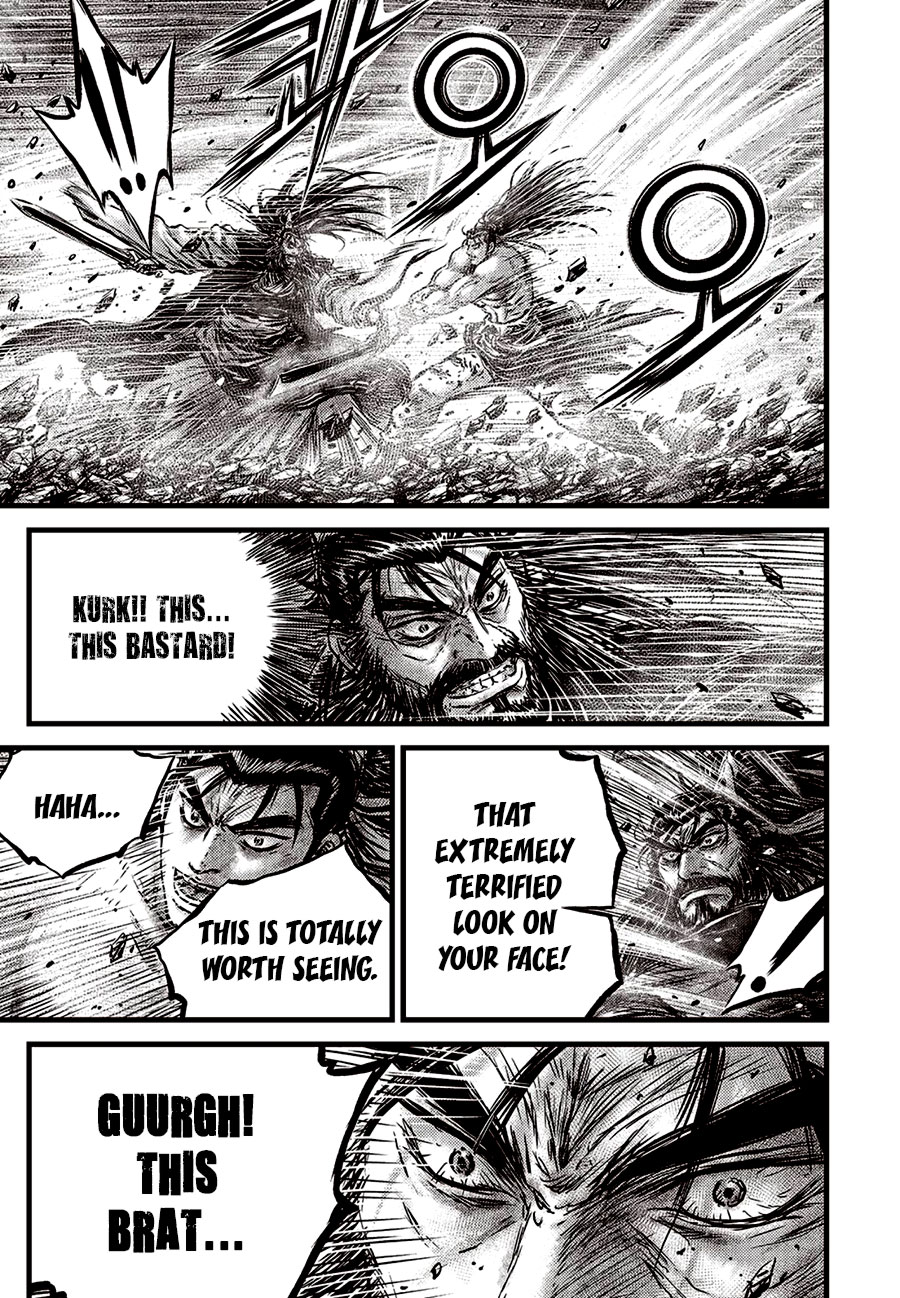 !!
츠
오
오
KURK!! THIS...
THIS BASTARD!
HAHA...
THIS IS TOTALLY
WORTH SEEING.
THAT
EXTREMELY
TERRIFIED
LOOK ON
YOUR FACE!
!
GUURGH!
THIS
BRAT...